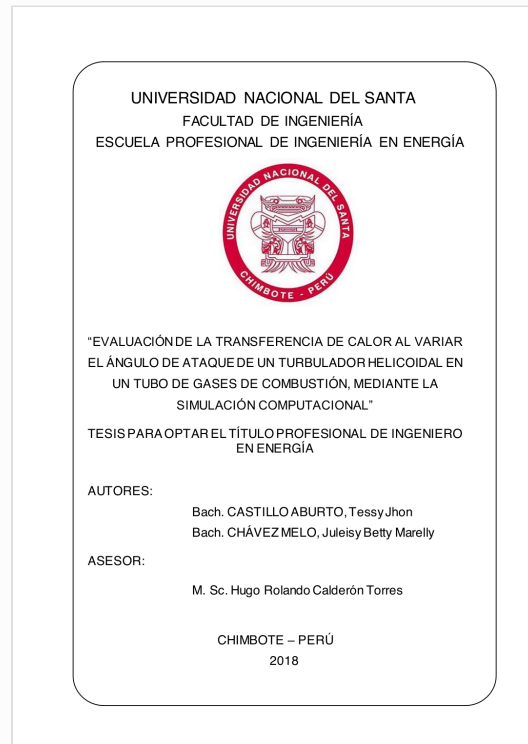 UNIVERSIDAD NACIONAL DEL SANTA
FACULTAD DE INGENIERÍA
ESCUELA PROFESIONAL DE INGENIERÍA EN ENERGÍA
UNIVERSIDAD NACIONAL DEL SANTA
CHIMBOTE - PERÚ
“EVALUACIÓN DE LA TRANSFERENCIA DE CALOR AL VARIAR
EL ÁNGULO DE ATAQUE DE UN TURBULADOR HELICOIDAL EN
UN TUBO DE GASES DE COMBUSTIÓN, MEDIANTE LA
SIMULACIÓN COMPUTACIONAL”
TESIS PARA OPTAR EL TÍTULO PROFESIONAL DE INGENIERO
EN ENERGÍA
AUTORES:
Bach. CASTILLO ABURTO, Tessy Jhon
Bach. CHÁVEZ MELO, Juleisy Betty Marelly
ASESOR:
M. Sc. Hugo Rolando Calderón Torres
CHIMBOTE – PERÚ
2018